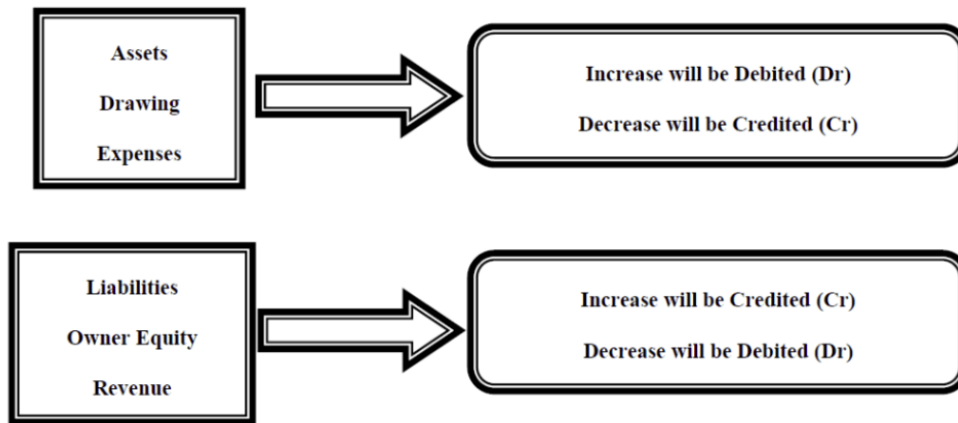 Assets
Drawing
Expenses
Increase will be Debited (Dr)
Decrease will be Credited (Cr)
Liabilities
Owner Equity
Revenue
Increase will be Credited (Cr)
Decrease will be Debited (Dr)